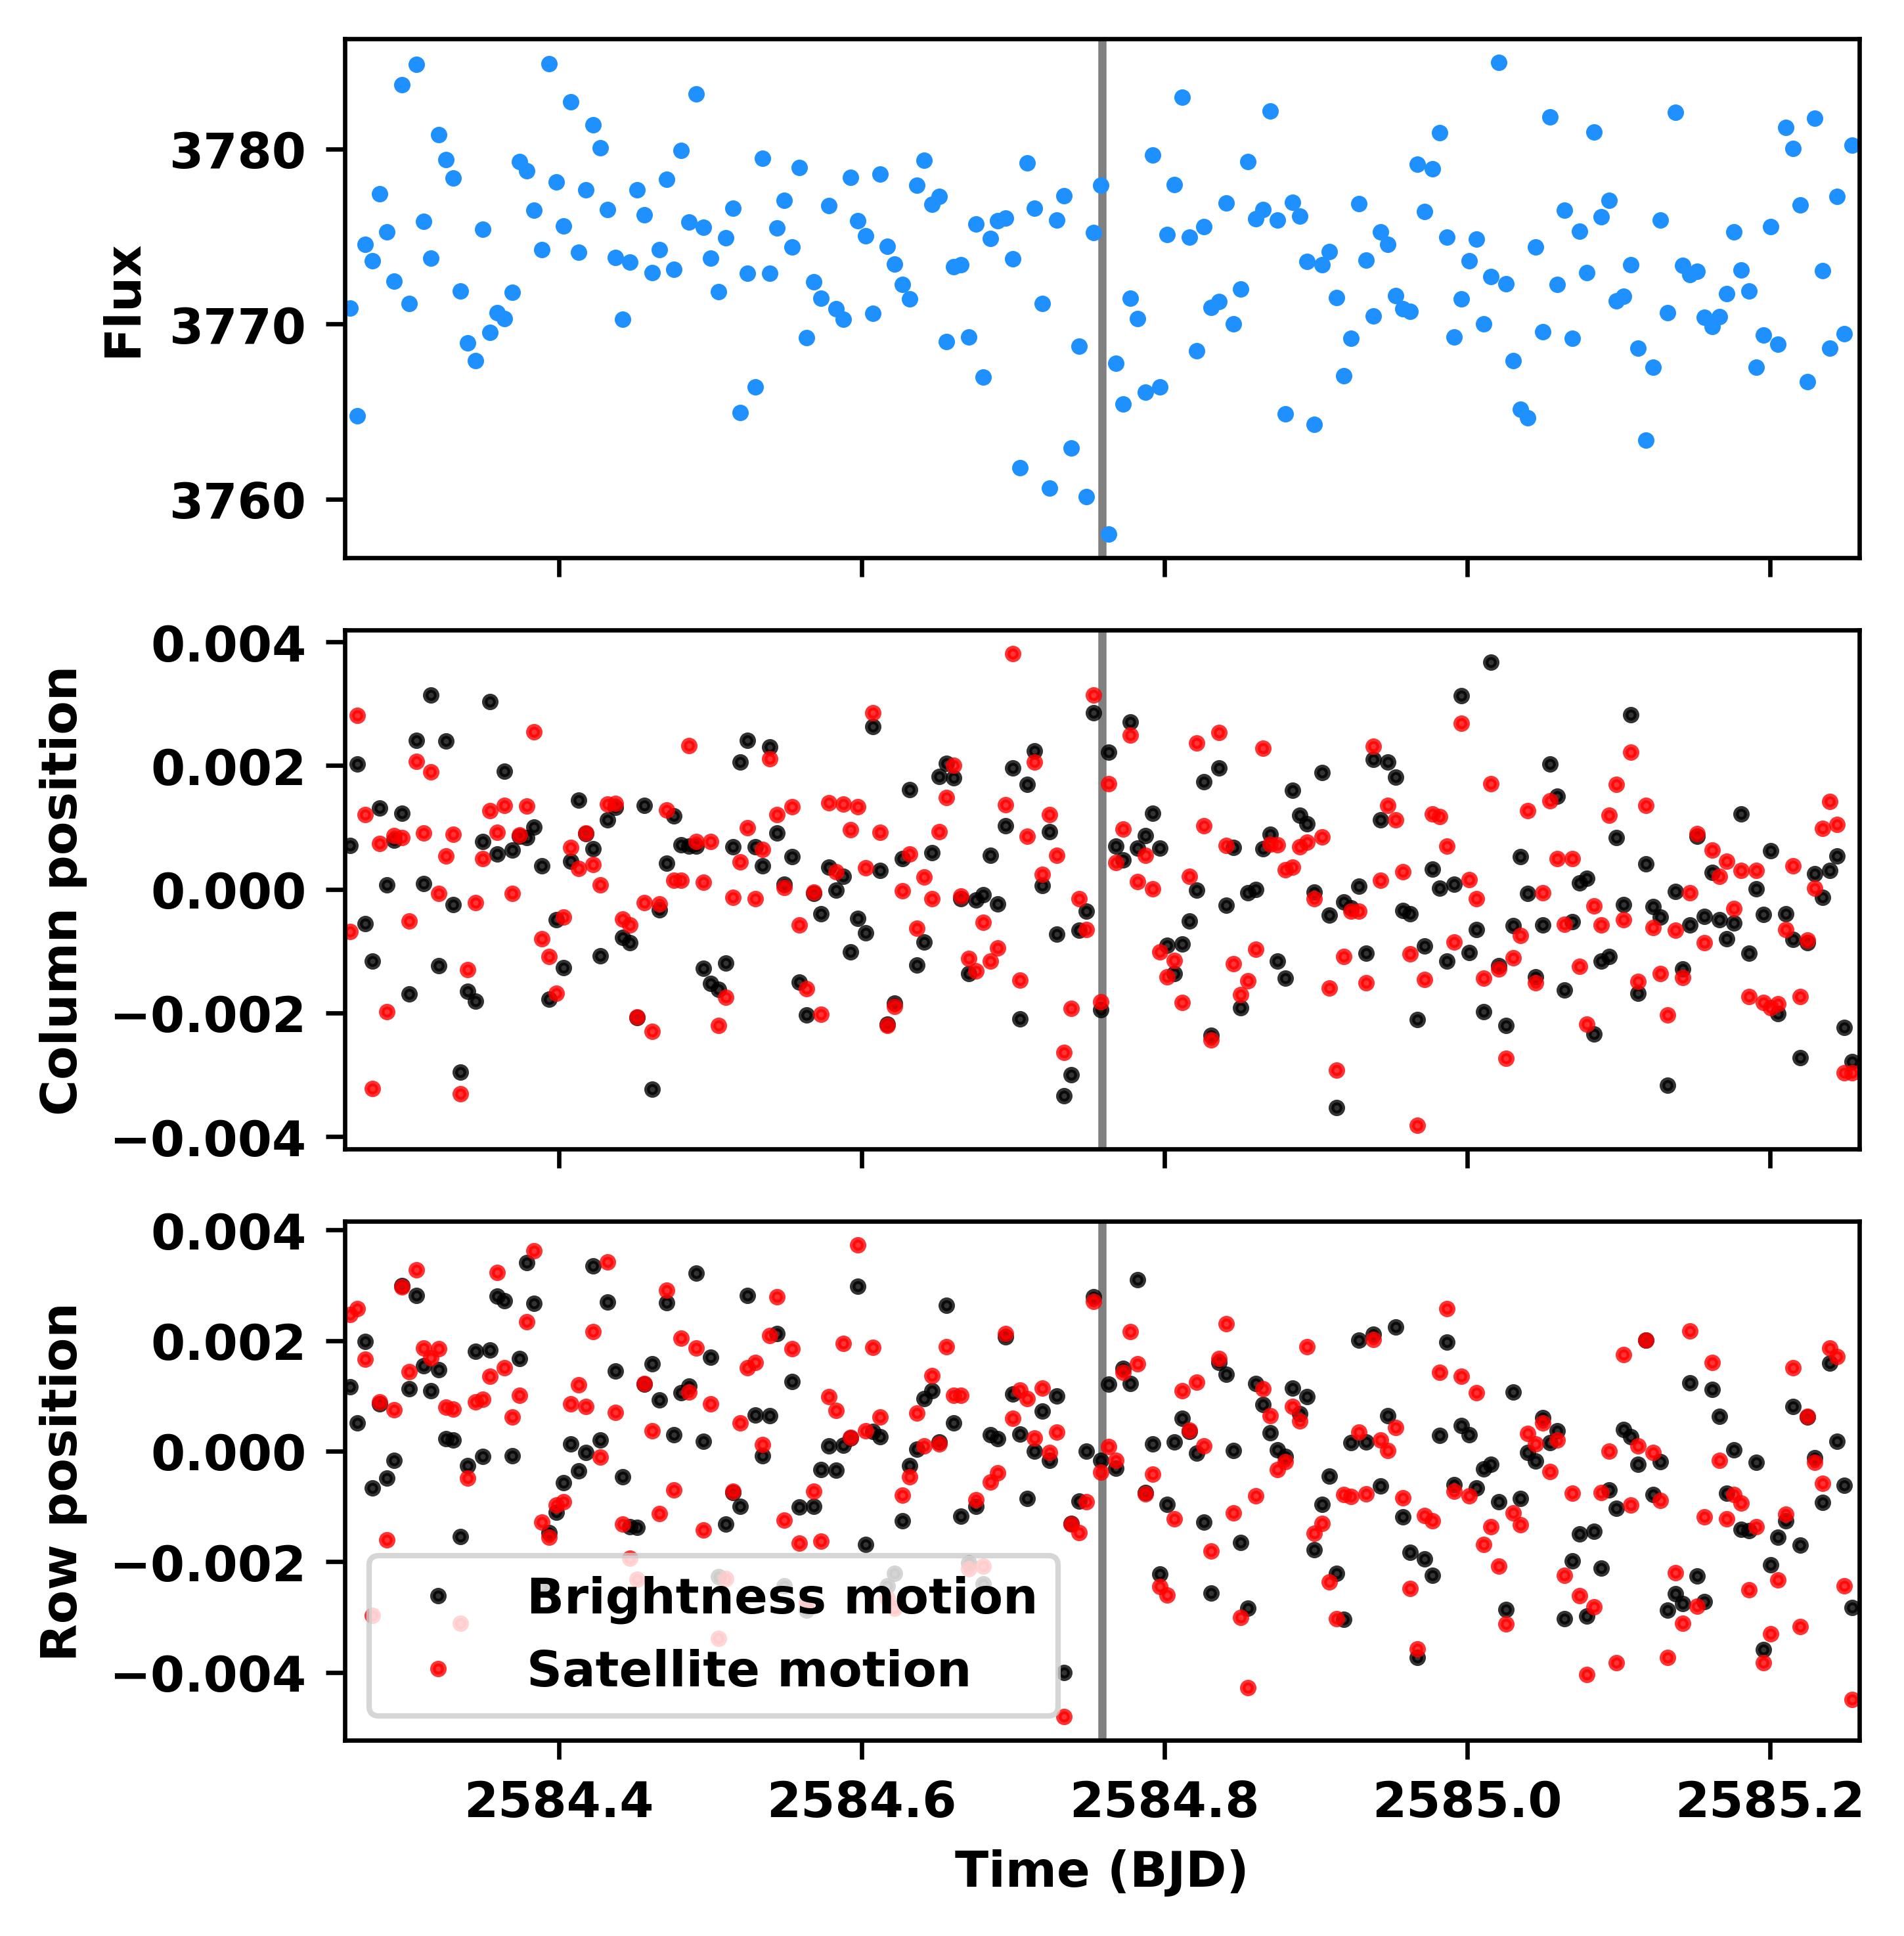 Flux
3780
3770
3760
Column position
0.004
0.002
0.000
−0.002
−0.004
Row position
0.004
0.002
0.000
−0.002
−0.004
Brightness motion
Satellite motion
2584.4 2584.6 2584.8 2585.0 2585.2
Time (BJD)